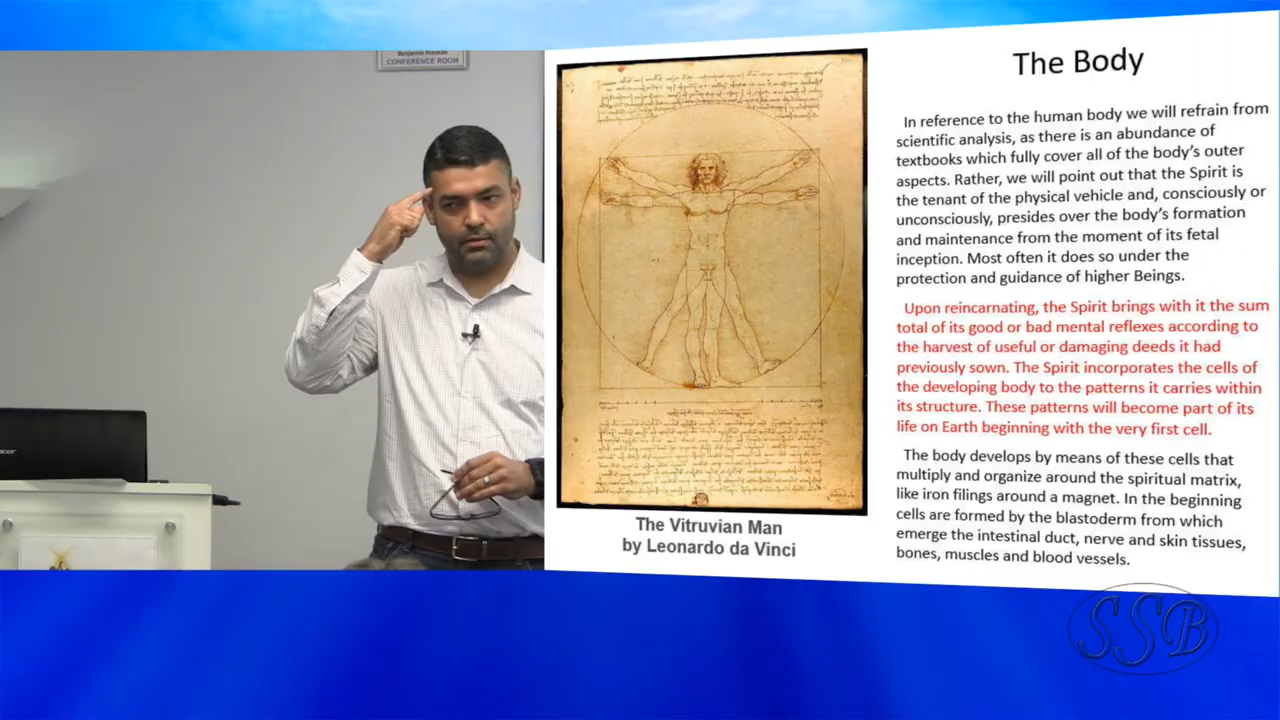 Benjamin Franklin
CONFERENCE ROOM
acer
The Body
In reference to the human body we will refrain from
scientific analysis, as there is an abundance of
textbooks which fully cover all of the body's outer
aspects. Rather, we will point out that the Spirit is
the tenant of the physical vehicle and, consciously or
unconsciously, presides over the body's formation
and maintenance from the moment of its fetal
inception. Most often it does so under the
protection and guidance of higher Beings.
Upon reincarnating, the Spirit brings with it the sum
total of its good or bad mental reflexes according to
the harvest of useful or damaging deeds it had
previously sown. The Spirit incorporates the cells of
the developing body to the patterns it carries within
its structure. These patterns will become part of its
life on Earth beginning with the very first cell.
The body develops by means of these cells that
multiply and organize around the spiritual matrix,
like iron filings around a magnet. In the beginning
cells are formed by the blastoderm from which
emerge the intestinal duct, nerve and skin tissues,
bones, muscles and blood vessels.
The Vitruvian Man
by Leonardo da Vinci
SSB